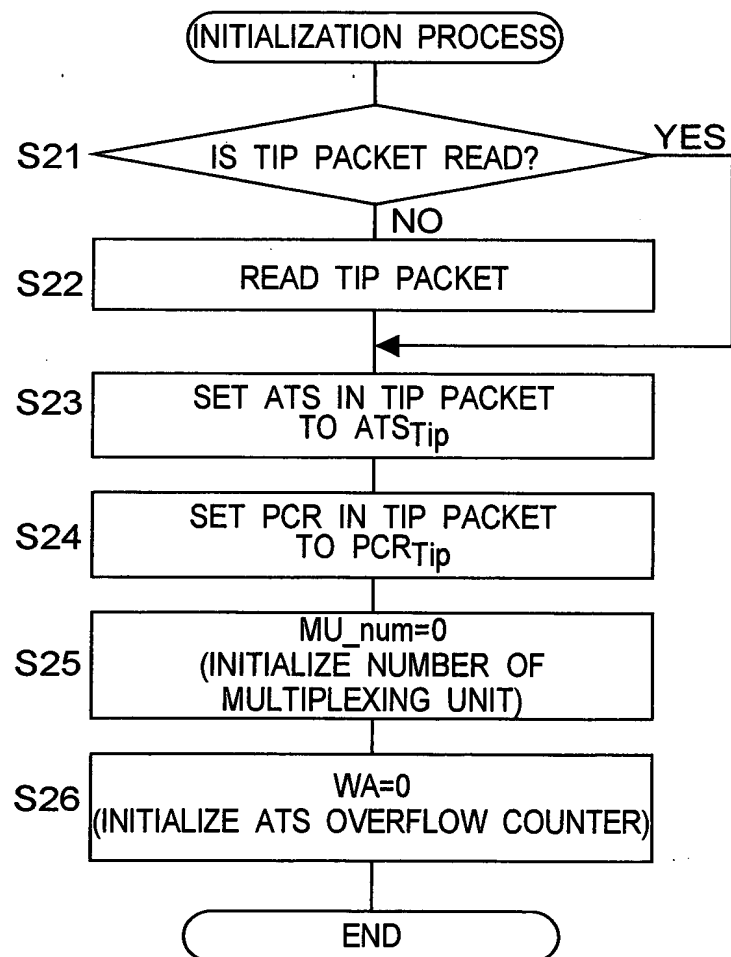 INITIALIZATION PROCESS
S21
IS TIP PACKET READ?
YES
NO
S22
READ TIP PACKET
S23
SET ATS IN TIP PACKET
TO ATSTip
S24
SET PCR IN TIP PACKET
TO PCRTip
S25
MU_num=0
(INITIALIZE NUMBER OF
MULTIPLEXING UNIT)
S26
WA=0
(INITIALIZE ATS OVERFLOW COUNTER)
END